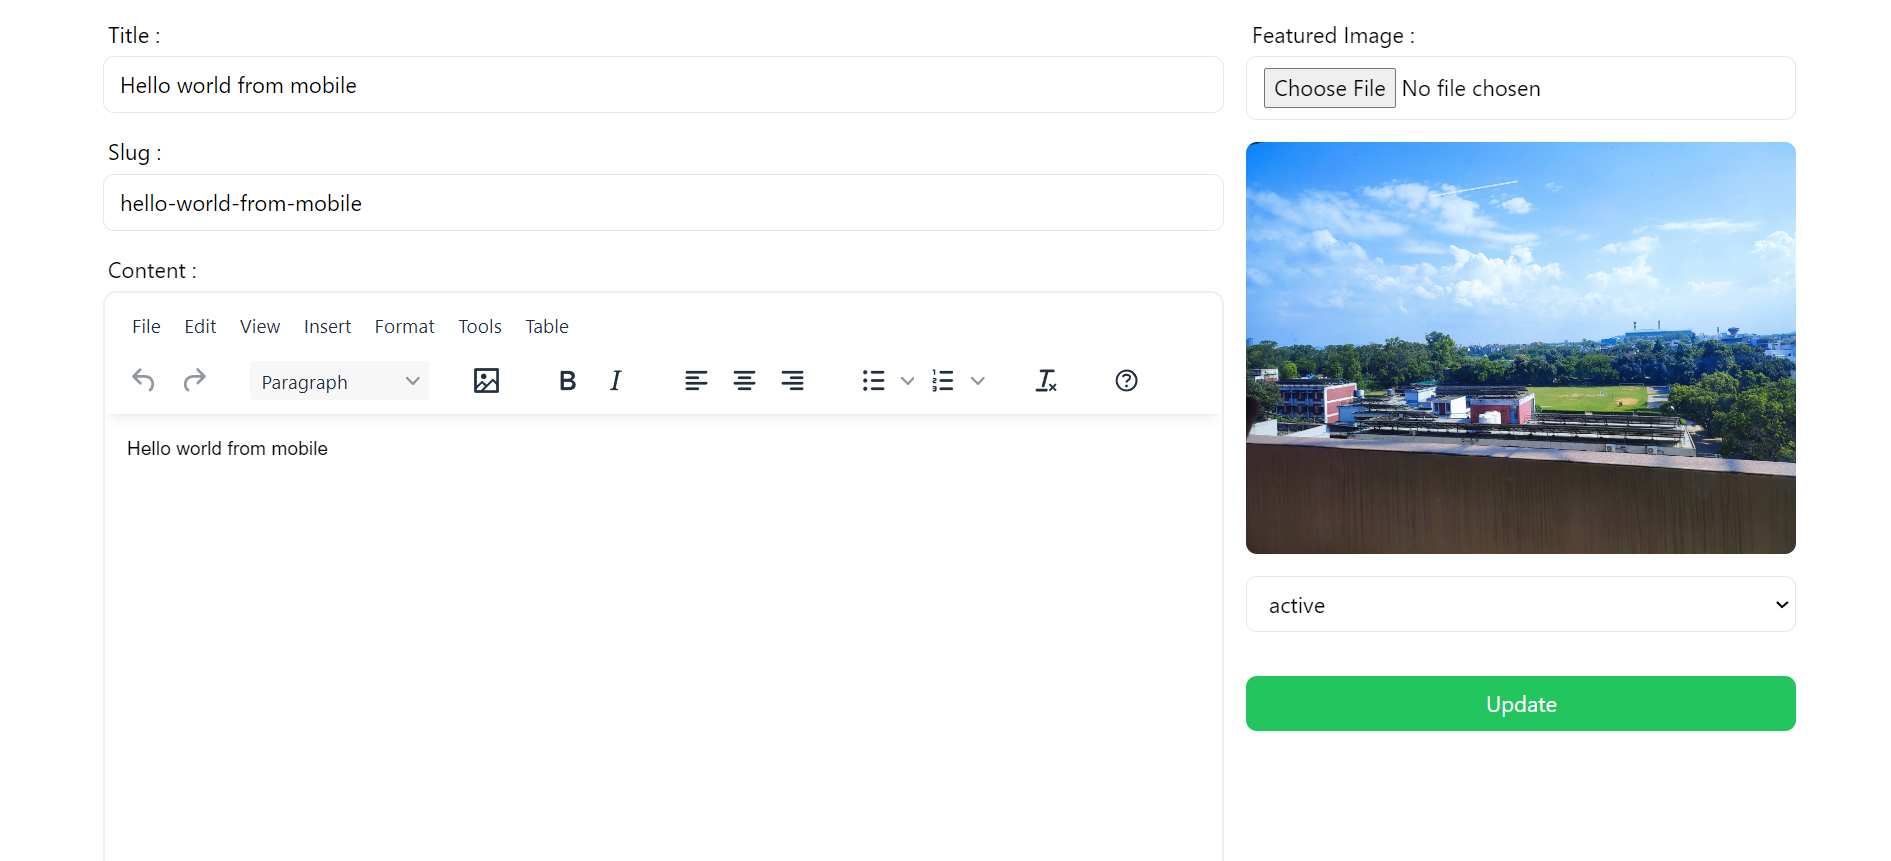 Title :
Hello world from mobile
Slug :
hello-world-from-mobile
Content :
File Edit View Insert Format Tools Table
Paragraph
Hello world from mobile
Featured Image :
Choose File No file chosen
active
Update